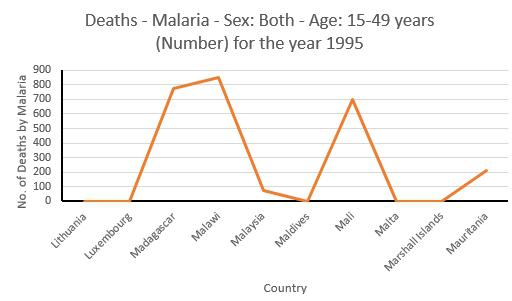 Deaths - Malaria - Sex: Both - Age: 15-49 years
(Number) for the year 1995
No. of Deaths by Malaria
900
800
700
600
500
400
300
200
100
0
Lithuania
Luxembourg
Madagascar
Malawi
Malaysia
Maldives
Mali
Malta
Marshall Islands
Mauritania
Country